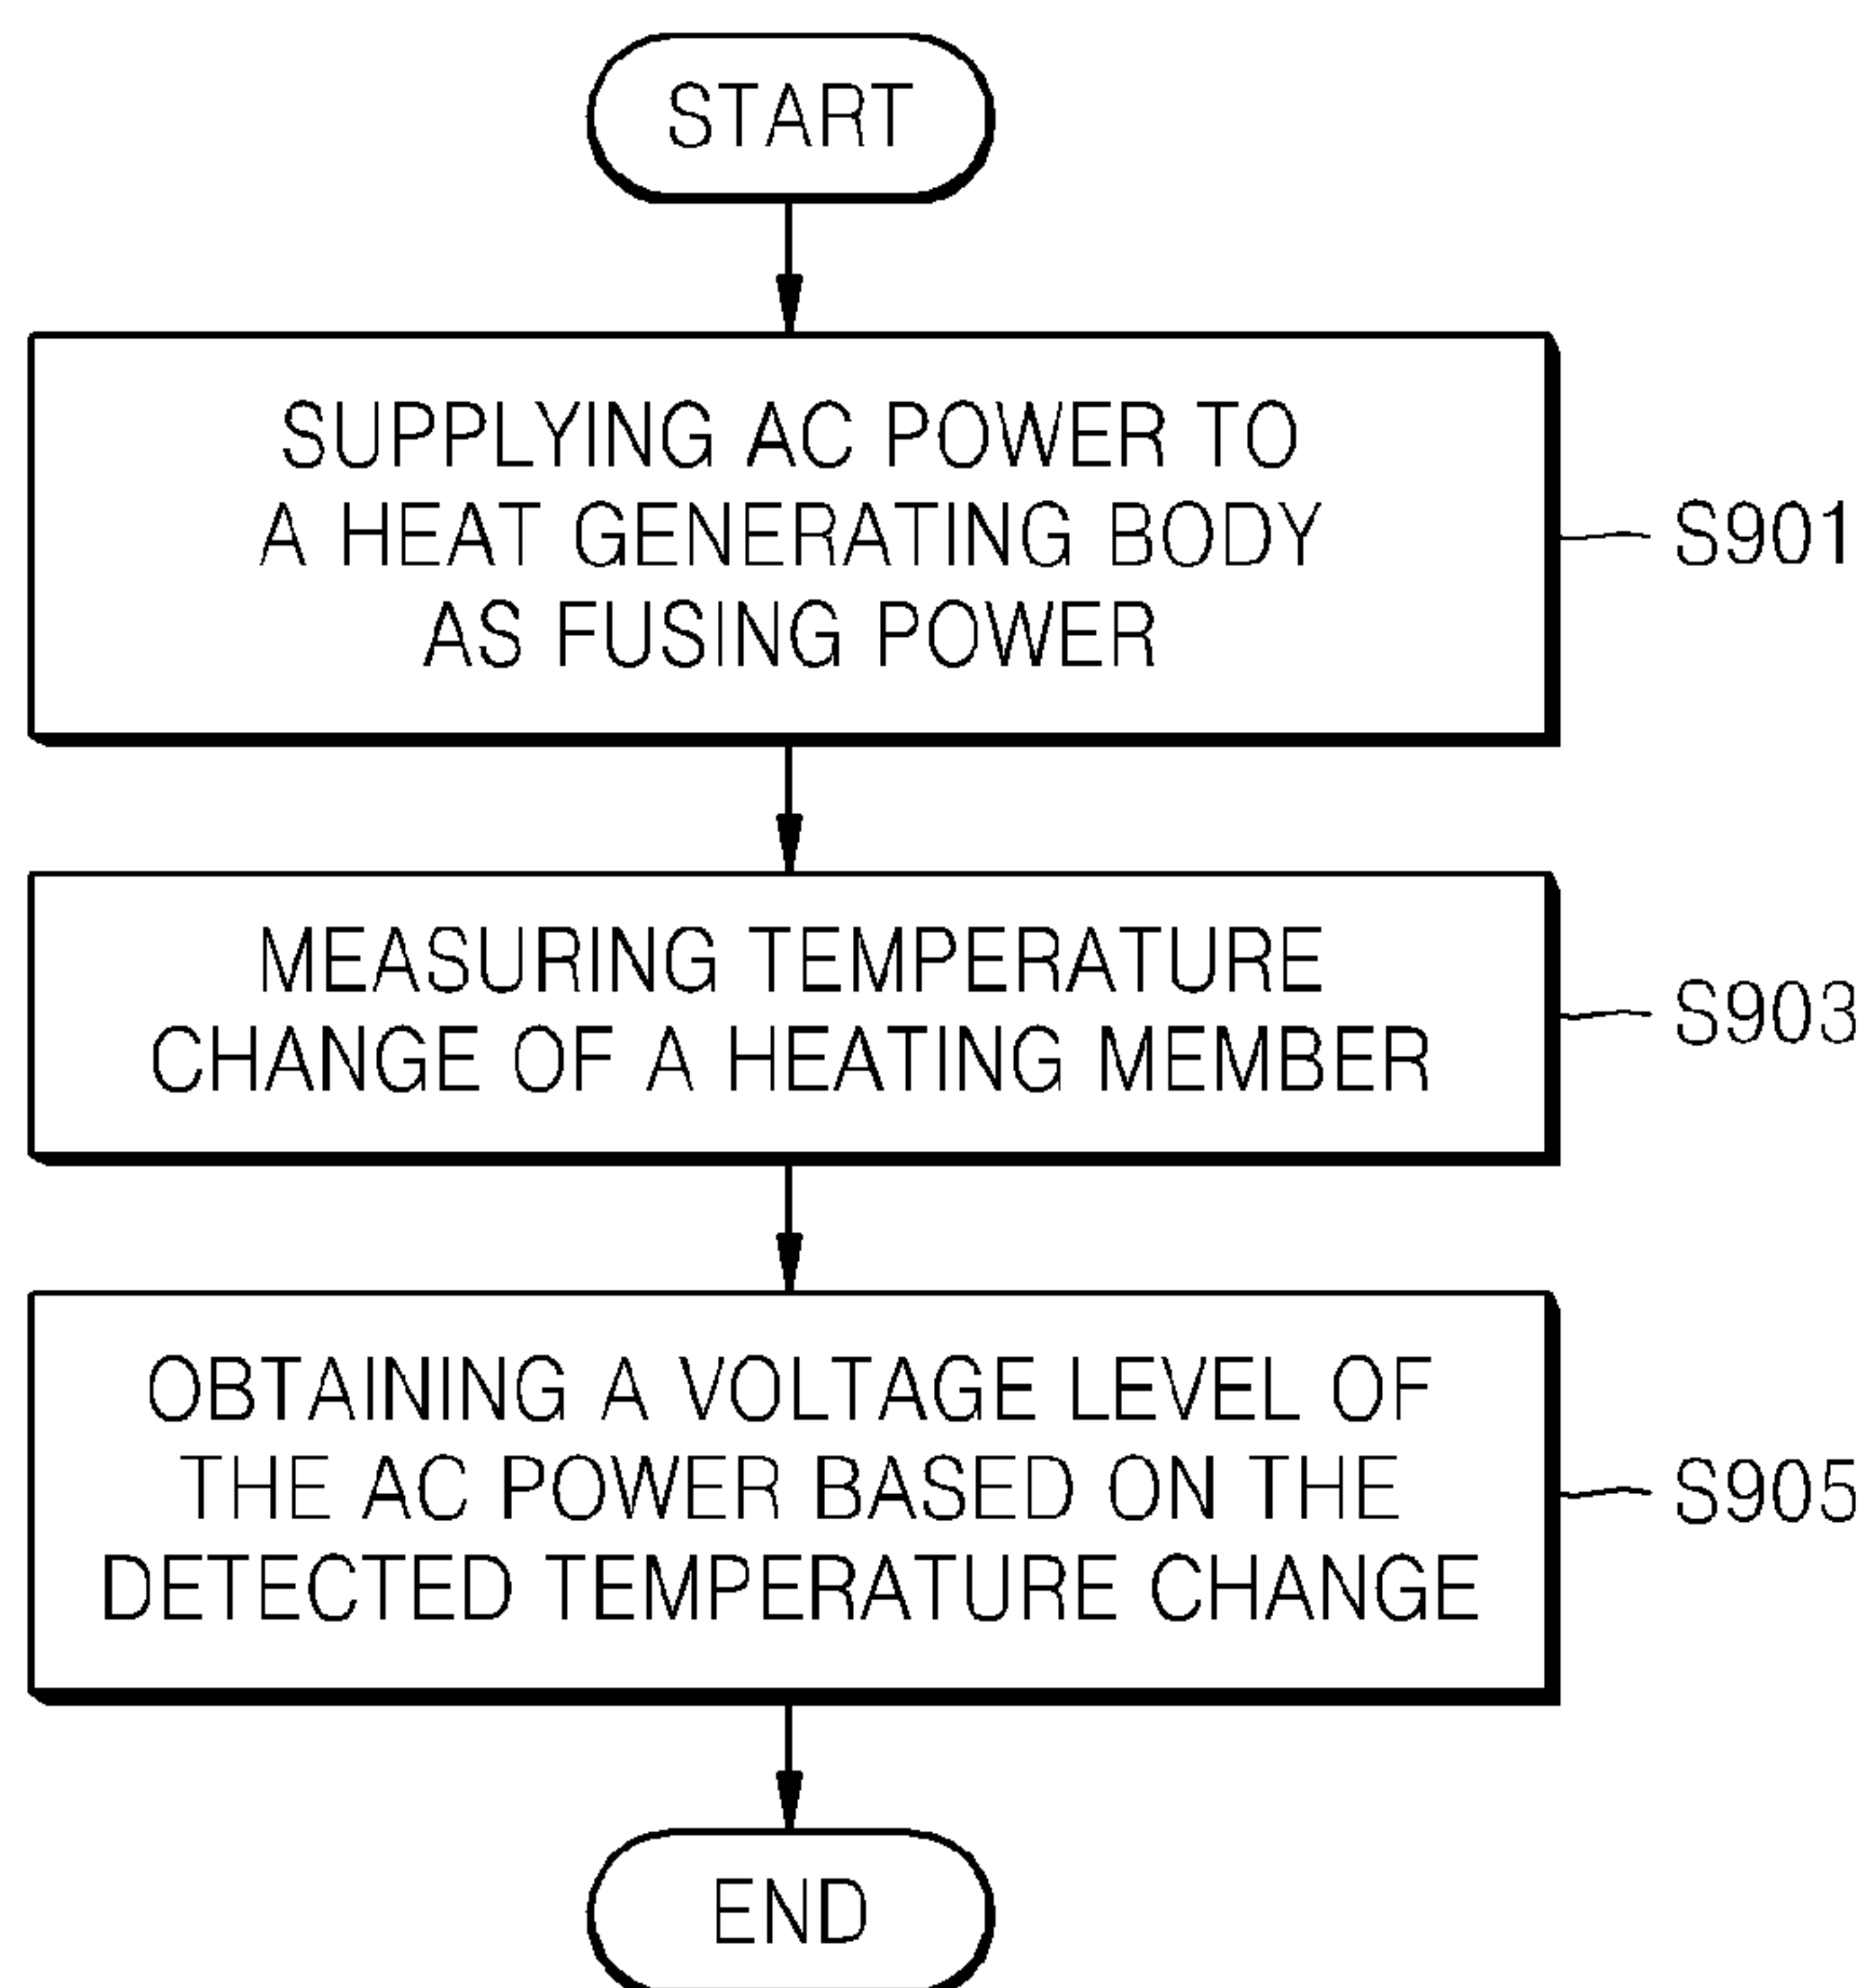 START
SUPPLYING AC POWER TO
A HEAT GENERATING BODY
AS FUSING POWER
S901
MEASURING TEMPERATURE
CHANGE OF A HEATING MEMBER
S903
OBTAINING A VOLTAGE LEVEL OF
THE AC POWER BASED ON THE
DETECTED TEMPERATURE CHANGE
S905
END